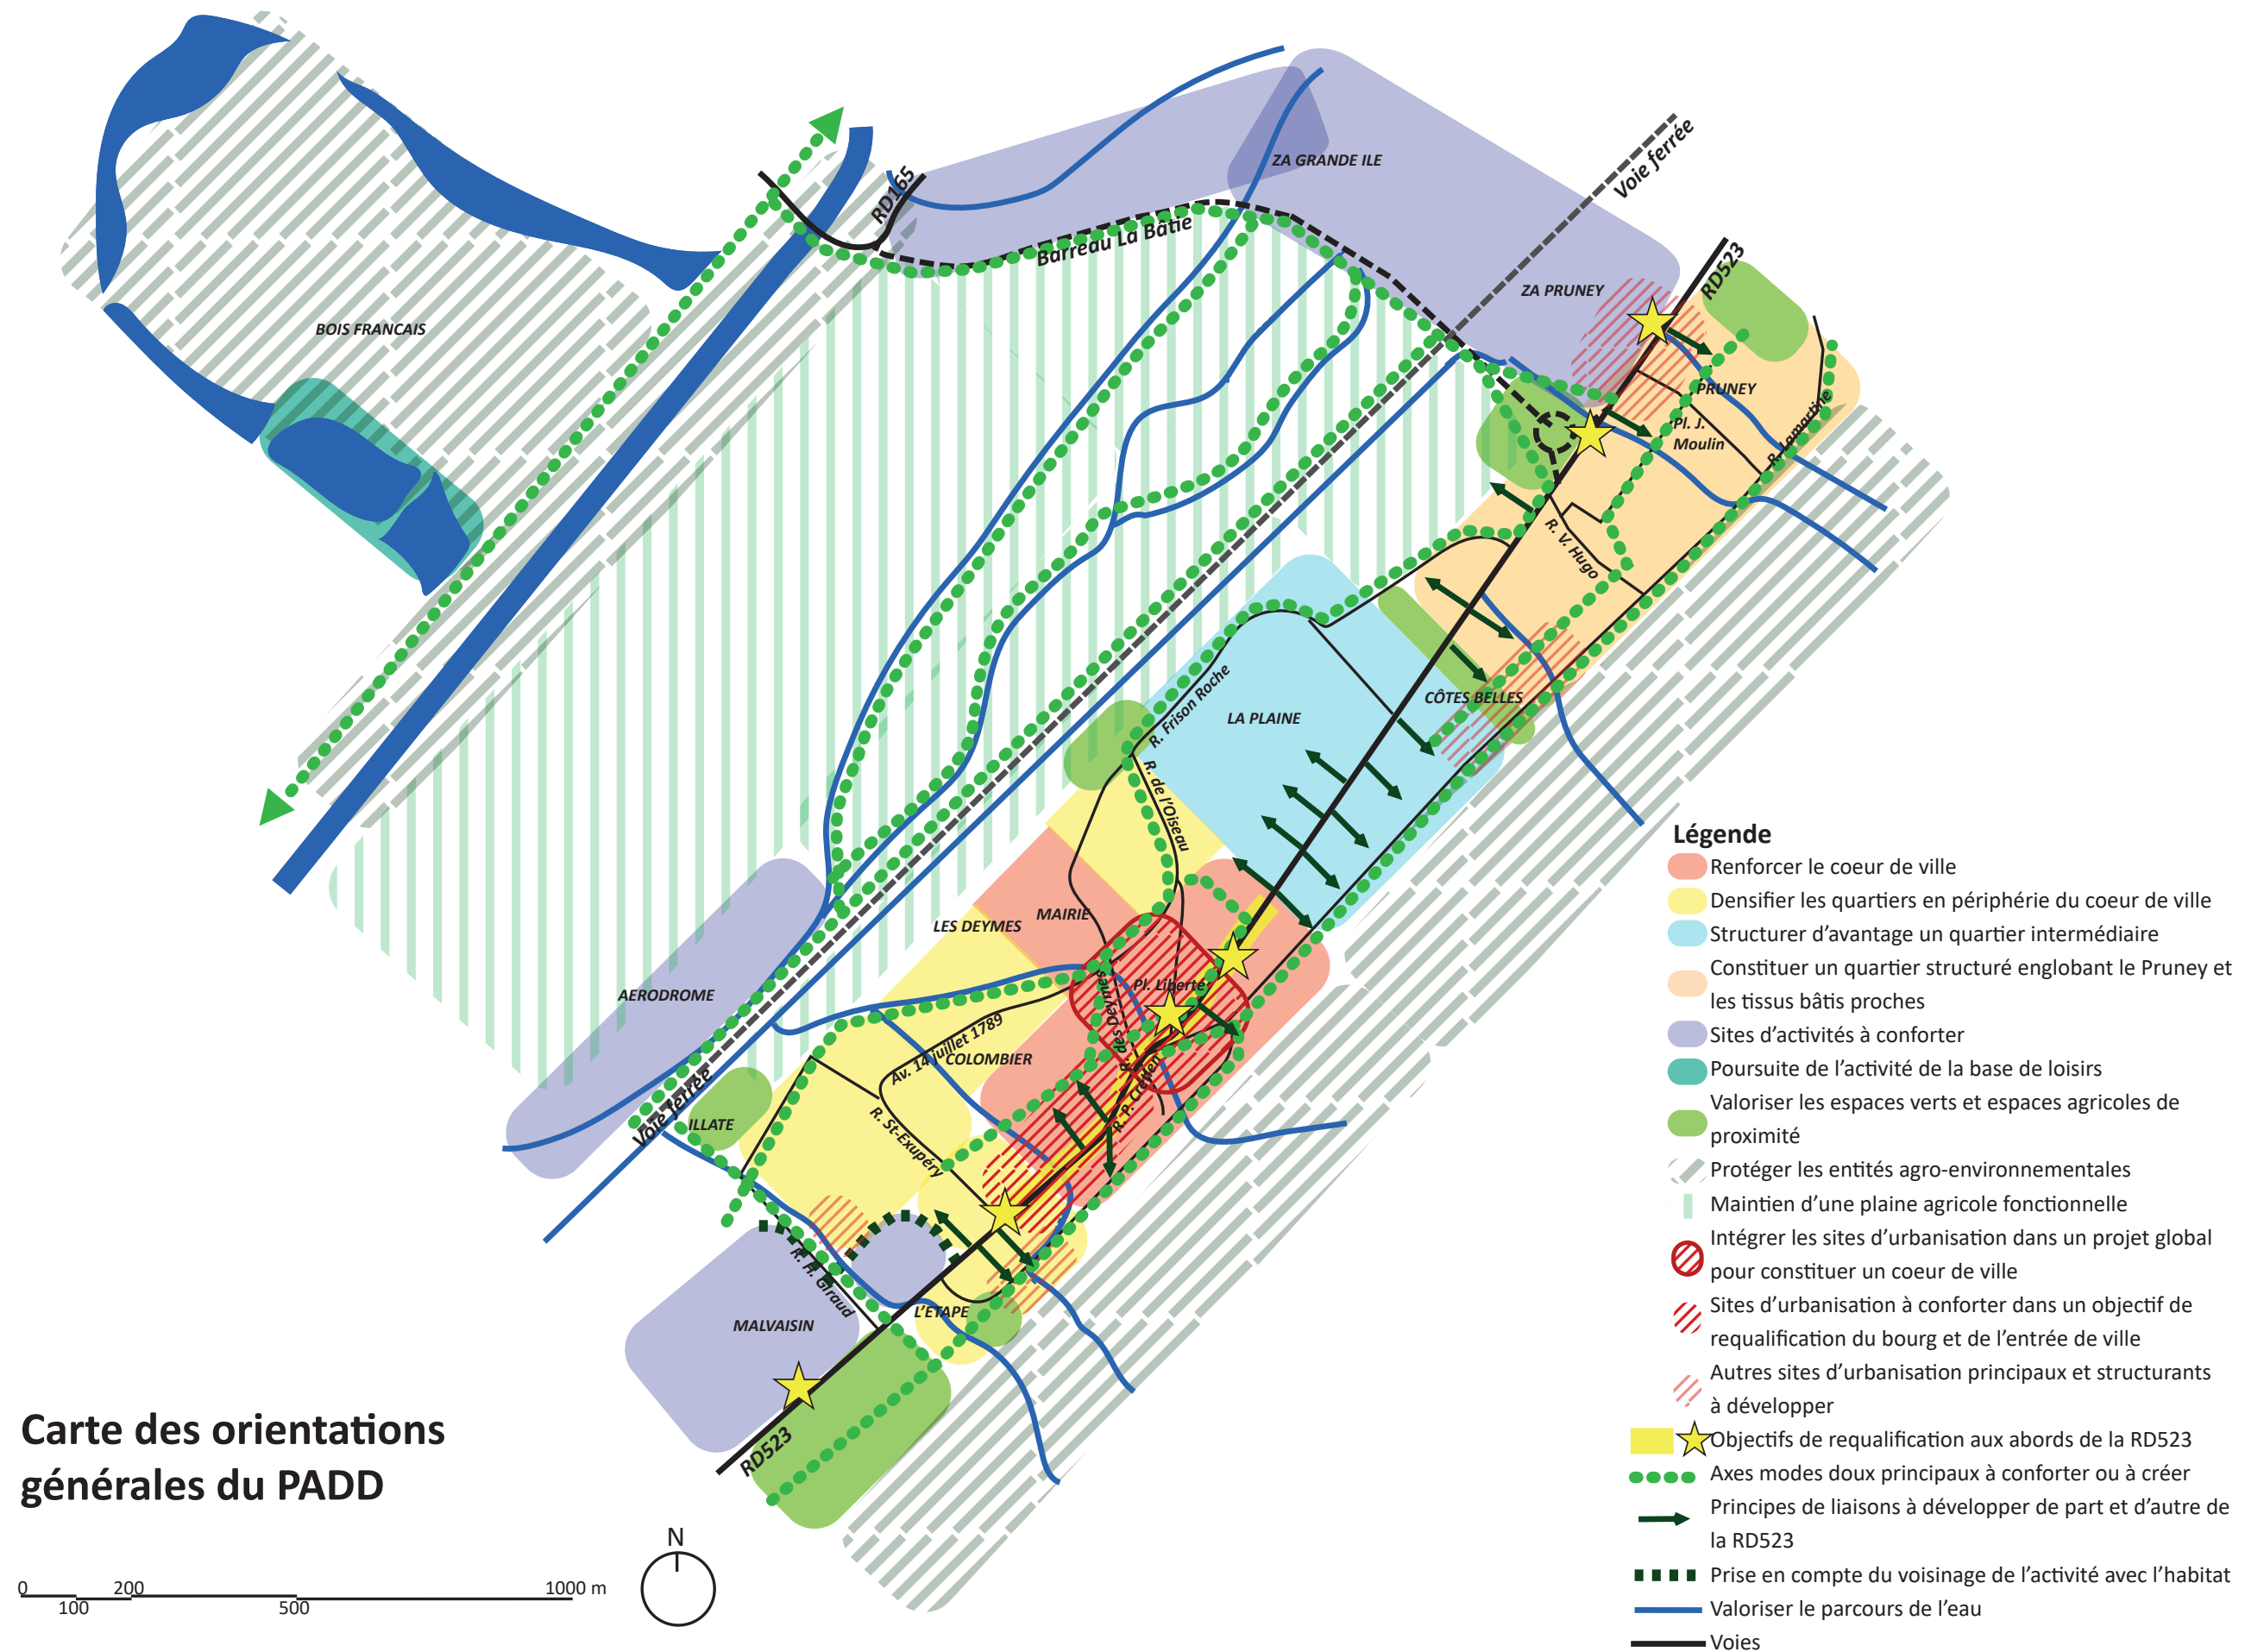 ZA GRANDE ILE
Voie ferrée
RD165
Barreau La Bâtie
RD523
ZA PRUNEY
BOIS FRANCAIS
PRUNEY
Pl. J.
Moulin
R. Lamartine
R. V. Hugo
CÔTES BELLES
R. Frison Roche
LA PLAINE
R. de l'Oiseau
MAIRIE
LES DEYMES
Pl. Liberté
R. des Deymes
AERODROME
Av. 14 juillet 1789
COLOMBIER
R. P. Cretien
Voie ferrée
ILLATE
R. St-Exupéry
R. H. Giraud
L'ETAPE
MALVAISIN
RD523
Légende
Renforcer le coeur de ville
Densifier les quartiers en périphérie du coeur de ville
Structurer d'avantage un quartier intermédiaire
Constituer un quartier structuré englobant le Pruney et
les tissus bâtis proches
Sites d'activités à conforter
Poursuite de l'activité de la base de loisirs
Valoriser les espaces verts et espaces agricoles de
proximité
Protéger les entités agro-environnementales
Maintien d'une plaine agricole fonctionnelle
Intégrer les sites d'urbanisation dans un projet global
pour constituer un coeur de ville
Sites d'urbanisation à conforter dans un objectif de
requalification du bourg et de l'entrée de ville
Autres sites d'urbanisation principaux et structurants
à développer
Objectifs de requalification aux abords de la RD523
Axes modes doux principaux à conforter ou à créer
Principes de liaisons à développer de part et d'autre de
la RD523
Prise en compte du voisinage de l'activité avec l'habitat
Valoriser le parcours de l'eau
Voies
Carte des orientations
générales du PADD
N
0 200 1000 m
100 500